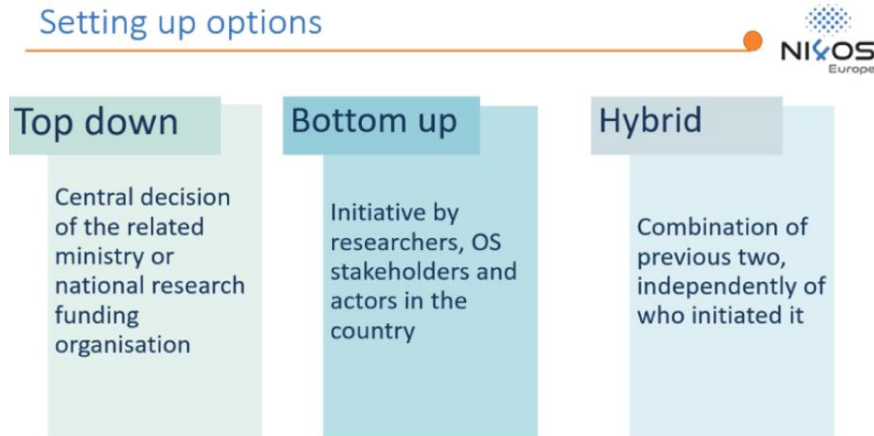 Setting up options
NI4OS
Europe
Top down
Central decision
of the related
ministry or
national research
funding
organisation
Bottom up
Initiative by
researchers, OS
stakeholders and
actors in the
country
Hybrid
Combination of
previous two,
independently of
who initiated it